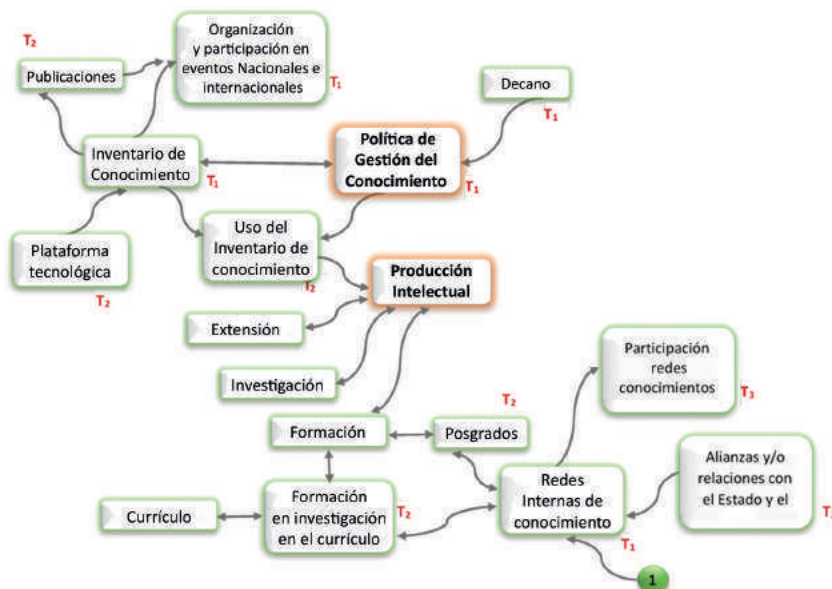 Organización
y participación en
eventos Nacionales e
internacionales
T1
T2
Publicaciones
Decano
T1
Política de
Gestión del
Conocimiento
T1
Inventario de
Conocimiento
T1
Uso del
Inventario de
conocimiento
T2
Plataforma
tecnológica
T2
Producción
Intelectual
Extensión
Investigación
Participación
redes
conocimientos
T3
Formación
T2
Posgrados
Alianzas y/o
relaciones con
el Estado y el
Redes
Internas de
conocimiento
T1
Formación
en investigación
en el currículo
T2
Currículo
1